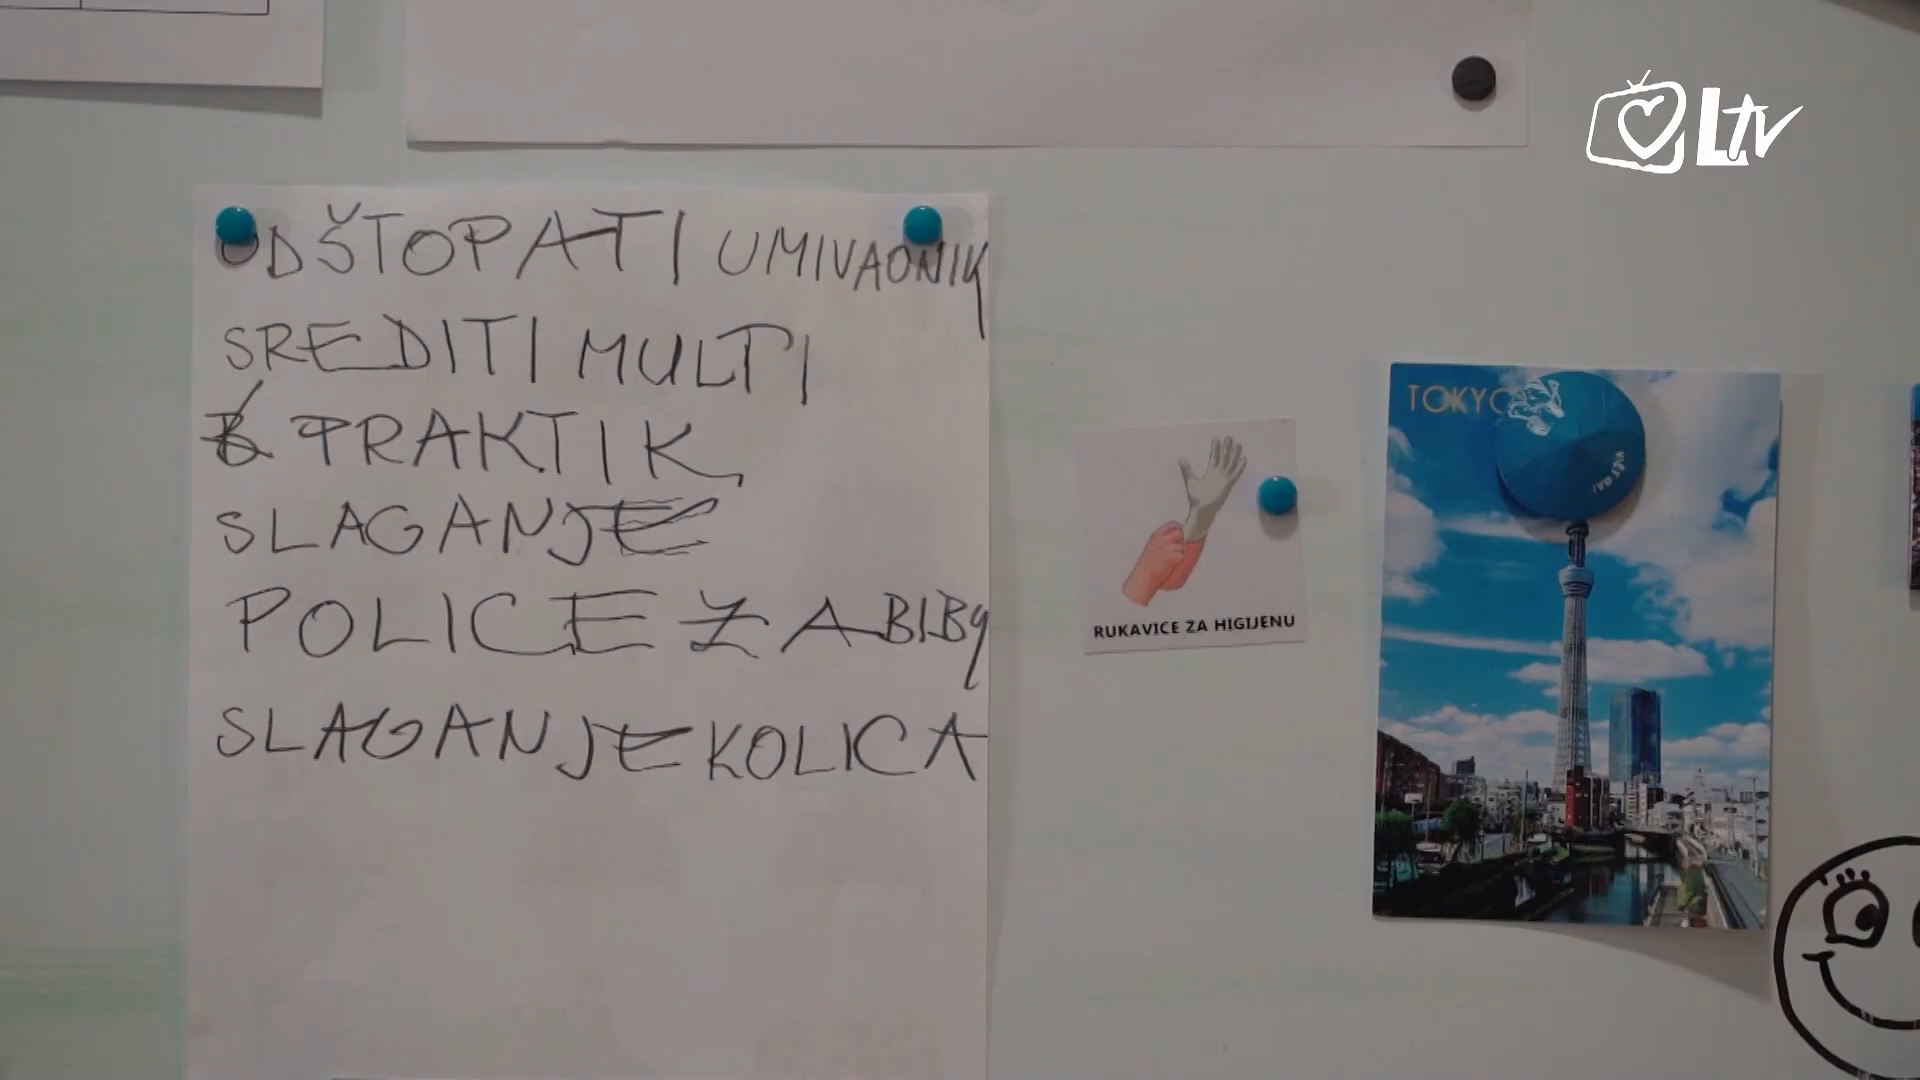 LTV
ODŠTOPATI UMIVAONIK
SREDITI MULTI
PRAKTIK
SLAGANJE
POLICE ZA BIBY
SLAGANJE KOLICA
RUKAVICE ZA HIGIJENU
TOKYO